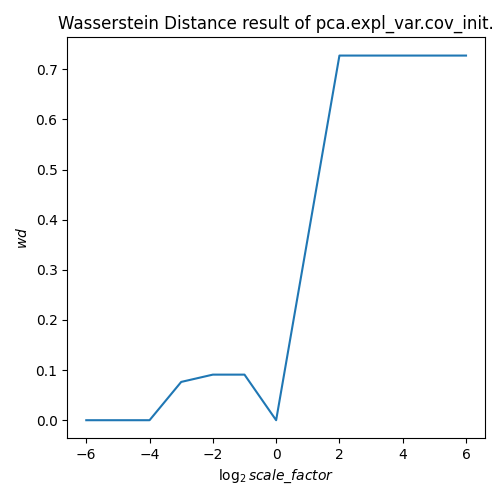 Wasserstein Distance result of pca.expl_var.cov_init.
0.7
0.6
0.5
0.4
0.3
0.2
0.1
0.0
wd
−6 −4 −2 0 2 4 6
log₂ scale_factor